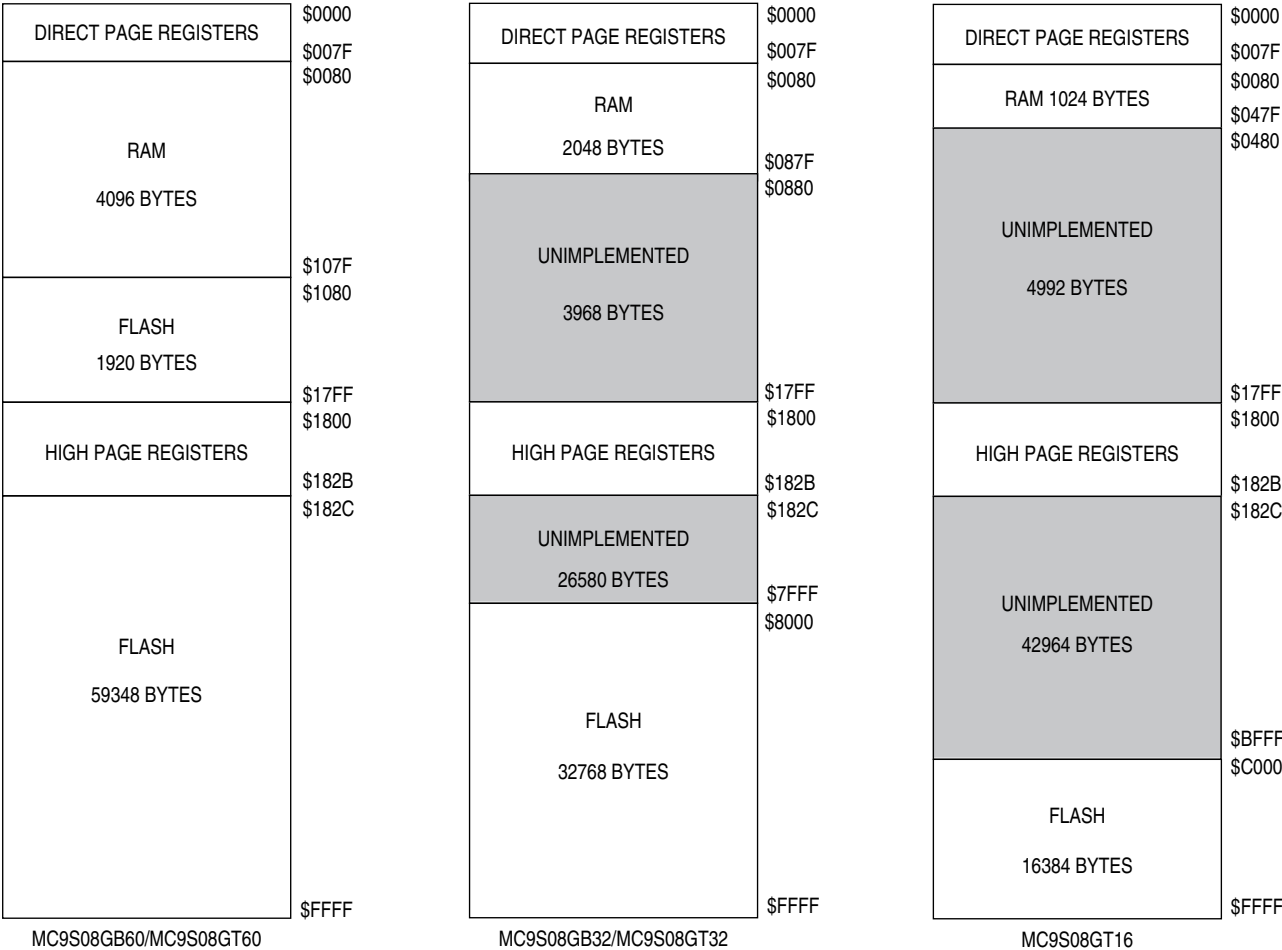 DIRECT PAGE REGISTERS
$0000
$007F
$0080
RAM
4096 BYTES
$107F
$1080
FLASH
1920 BYTES
$17FF
$1800
HIGH PAGE REGISTERS
$182B
$182C
FLASH
59348 BYTES
$FFFF
MC9S08GB60/MC9S08GT60
DIRECT PAGE REGISTERS
$0000
$007F
$0080
RAM
2048 BYTES
$087F
$0880
UNIMPLEMENTED
3968 BYTES
$17FF
$1800
HIGH PAGE REGISTERS
$182B
$182C
UNIMPLEMENTED
26580 BYTES
$7FFF
$8000
FLASH
32768 BYTES
$FFFF
MC9S08GB32/MC9S08GT32
DIRECT PAGE REGISTERS
$0000
$007F
$0080
RAM 1024 BYTES
$047F
$0480
UNIMPLEMENTED
4992 BYTES
$17FF
$1800
HIGH PAGE REGISTERS
$182B
$182C
UNIMPLEMENTED
42964 BYTES
$BFFF
$C000
FLASH
16384 BYTES
$FFFF
MC9S08GT16